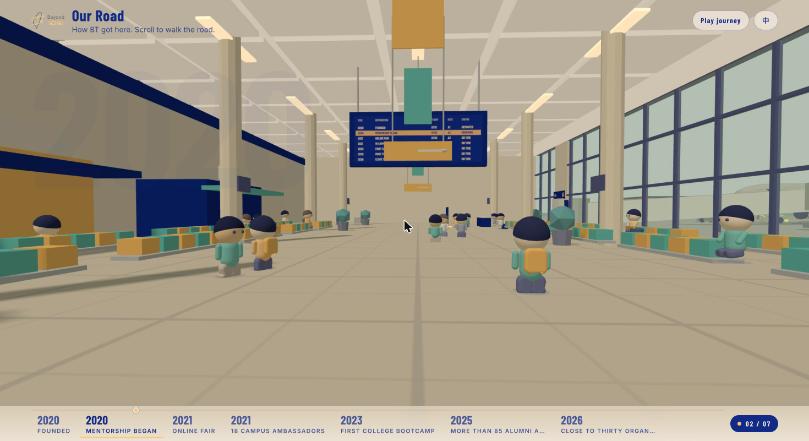 Beyond
Our Road
How BT got here. Scroll to walk the road.
Play journey
中
2020
FOUNDED
2020
MENTORSHIP BEGAN
2021
ONLINE FAIR
2021
16 CAMPUS AMBASSADORS
2023
FIRST COLLEGE BOOTCAMP
2025
MORE THAN 85 ALUMNI A...
2026
CLOSE TO THIRTY ORGAN...
02 / 07